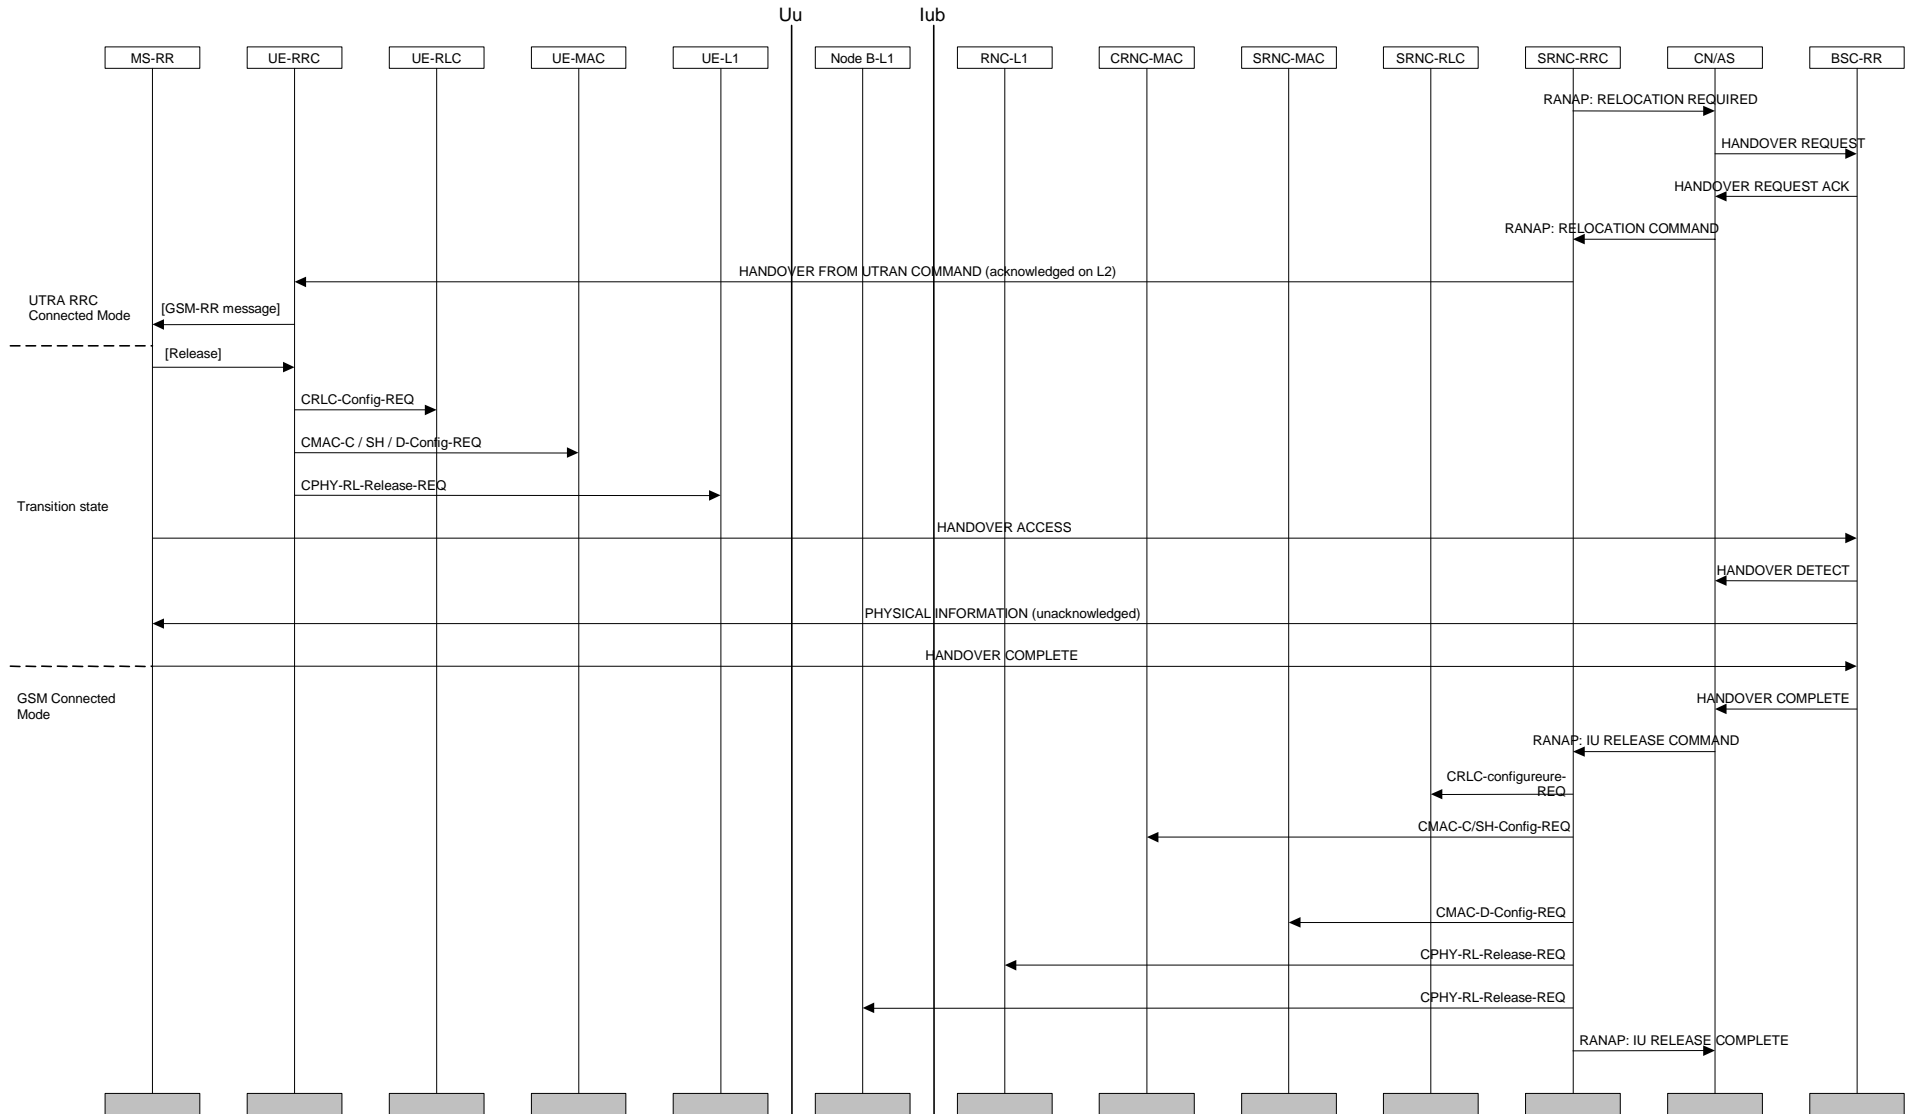 Uu
Iub
MS-RR
UE-RRC
UE-RLC
UE-MAC
UE-L1
Node B-L1
RNC-L1
CRNC-MAC
SRNC-MAC
SRNC-RLC
SRNC-RRC
CN/AS
BSC-RR
RANAP: RELOCATION REQUIRED
HANDOVER REQUEST
HANDOVER REQUEST ACK
RANAP: RELOCATION COMMAND
HANDOVER FROM UTRAN COMMAND (acknowledged on L2)
UTRA RRC
Connected Mode
[GSM-RR message]
[Release]
CRLC-Config-REQ
CMAC-C / SH / D-Config-REQ
CPHY-RL-Release-REQ
Transition state
HANDOVER ACCESS
HANDOVER DETECT
PHYSICAL INFORMATION (unacknowledged)
HANDOVER COMPLETE
GSM Connected
Mode
HANDOVER COMPLETE
RANAP: IU RELEASE COMMAND
CRLC-configureure-
REQ
CMAC-C/SH-Config-REQ
CMAC-D-Config-REQ
CPHY-RL-Release-REQ
CPHY-RL-Release-REQ
RANAP: IU RELEASE COMPLETE